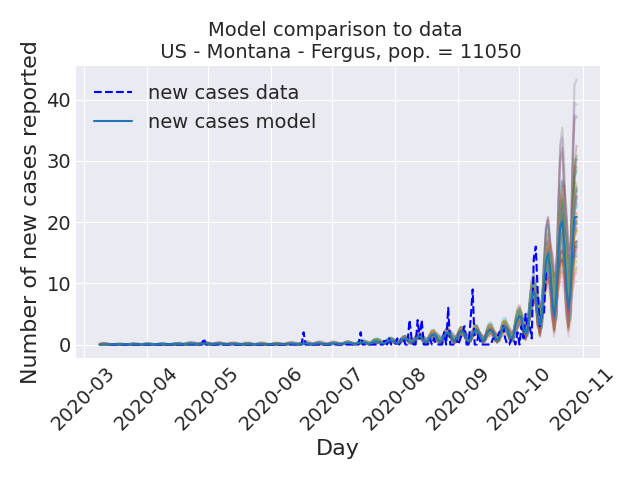 Model comparison to data
US - Montana - Fergus, pop. = 11050
Number of new cases reported
40
30
20
10
0
new cases data
new cases model
2020-03
2020-04
2020-05
2020-06
2020-07
2020-08
2020-09
2020-10
2020-11
Day